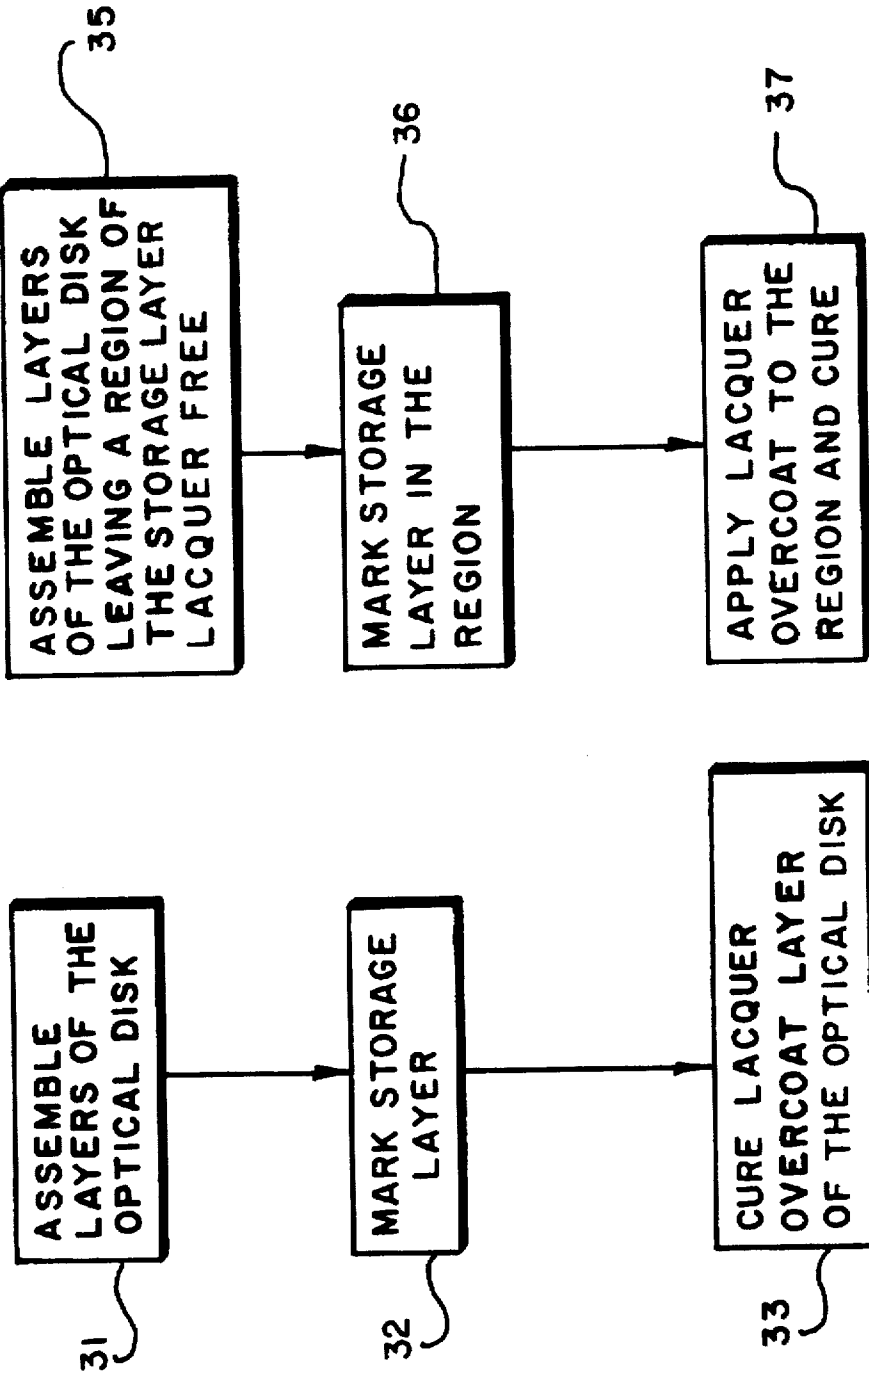 31
ASSEMBLE
LAYERS OF THE
OPTICAL DISK
32
MARK STORAGE
LAYER
33
CURE LACQUER
OVERCOAT LAYER
OF THE OPTICAL DISK
35
ASSEMBLE LAYERS
OF THE OPTICAL DISK
LEAVING A REGION OF
THE STORAGE LAYER
LACQUER FREE
36
MARK STORAGE
LAYER IN THE
REGION
37
APPLY LACQUER
OVERCOAT TO THE
REGION AND CURE